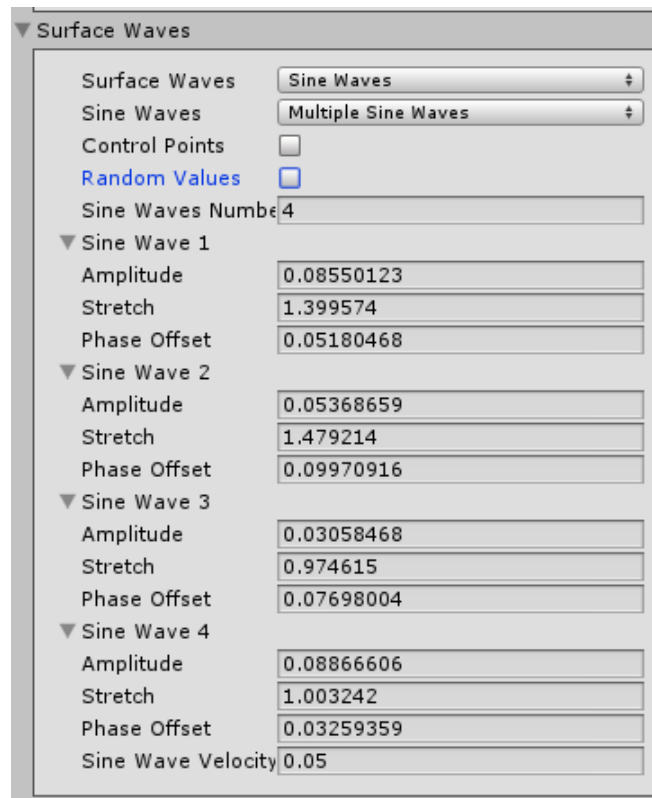 Surface Waves
Surface Waves Sine Waves
Sine Waves Multiple Sine Waves
Control Points
Random Values
Sine Waves Numbe 4
Sine Wave 1
Amplitude 0.08550123
Stretch 1.399574
Phase Offset 0.05180468
Sine Wave 2
Amplitude 0.05368659
Stretch 1.479214
Phase Offset 0.09970916
Sine Wave 3
Amplitude 0.03058468
Stretch 0.974615
Phase Offset 0.07698004
Sine Wave 4
Amplitude 0.08866606
Stretch 1.003242
Phase Offset 0.03259359
Sine Wave Velocity 0.05